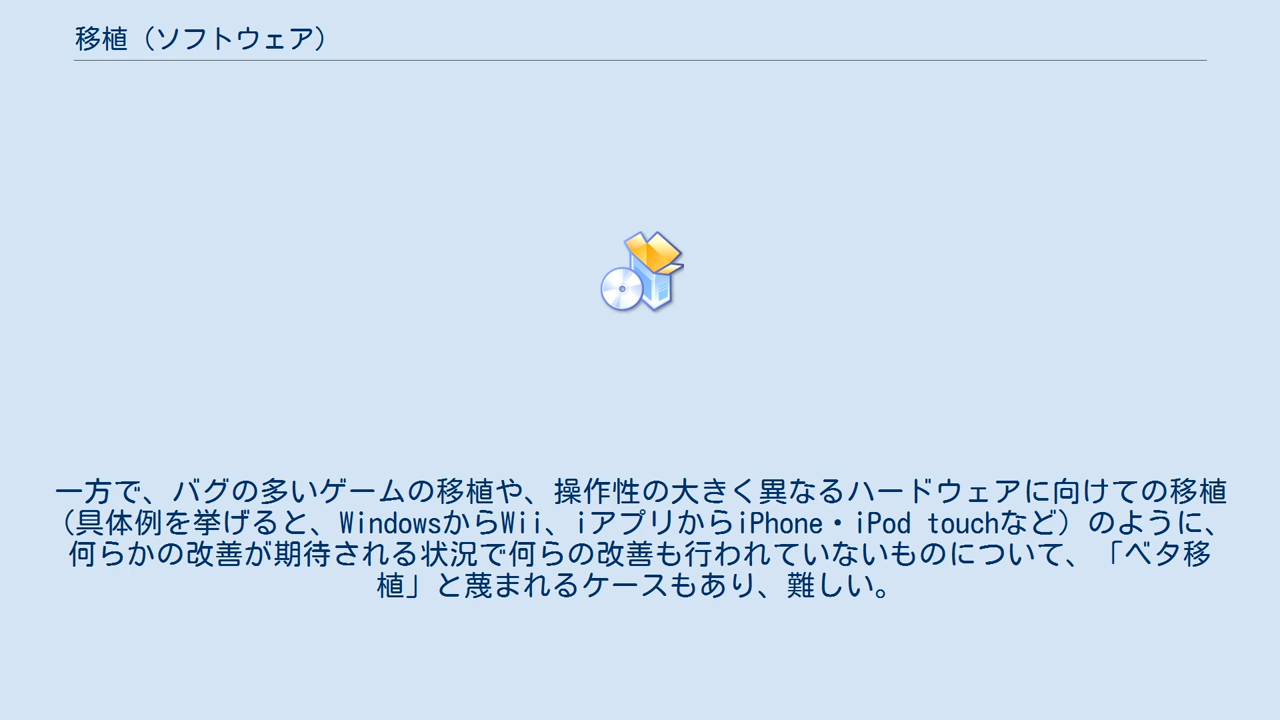 移植（ソフトウェア）
一方で、バグの多いゲームの移植や、操作性の大きく異なるハードウェアに向けての移植
（具体例を挙げると、WindowsからWii、iアプリからiPhone・iPod touchなど）のように、
何らかの改善が期待される状況で何らの改善も行われていないものについて、「ベタ移
植」と蔑まれるケースもあり、難しい。